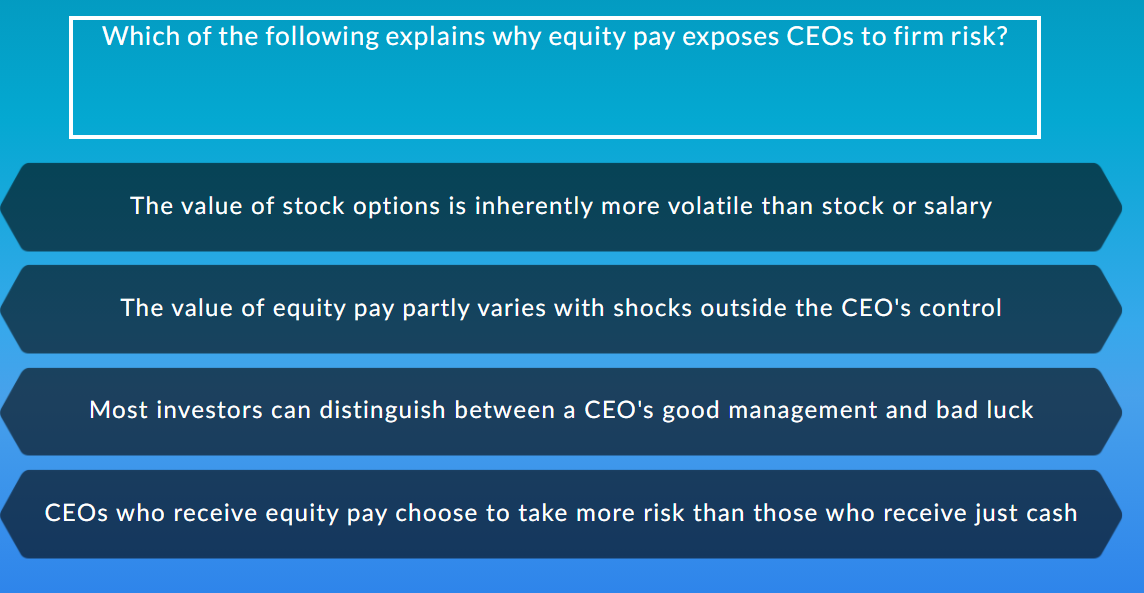 Which of the following explains why equity pay exposes CEOs to firm risk?
The value of stock options is inherently more volatile than stock or salary
The value of equity pay partly varies with shocks outside the CEO's control
Most investors can distinguish between a CEO's good management and bad luck
CEOs who receive equity pay choose to take more risk than those who receive just cash